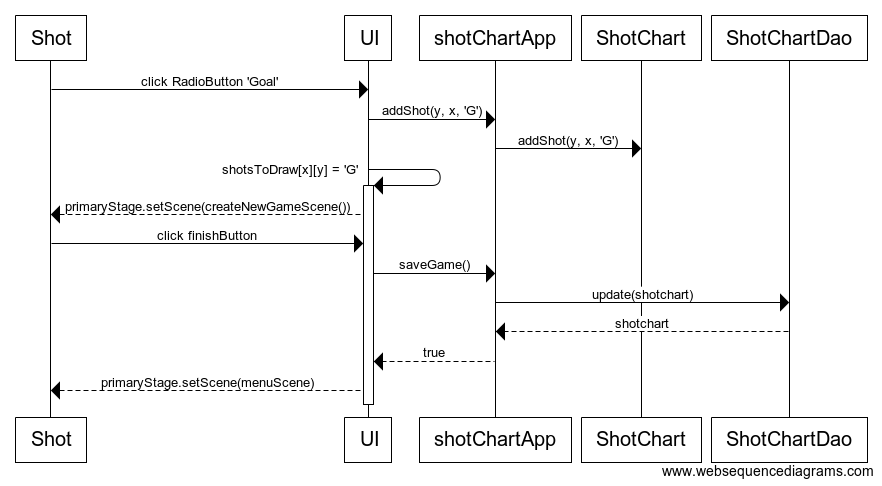 Shot
UI
shotChartApp
ShotChart
ShotChartDao
click RadioButton 'Goal'
addShot(y, x, 'G')
addShot(y, x, 'G')
shotsToDraw[x][y] = 'G'
primaryStage.setScene(createNewGameScene())
click finishButton
saveGame()
update(shotchart)
shotchart
true
primaryStage.setScene(menuScene)
Shot
UI
shotChartApp
ShotChart
ShotChartDao
www.websequencediagrams.com